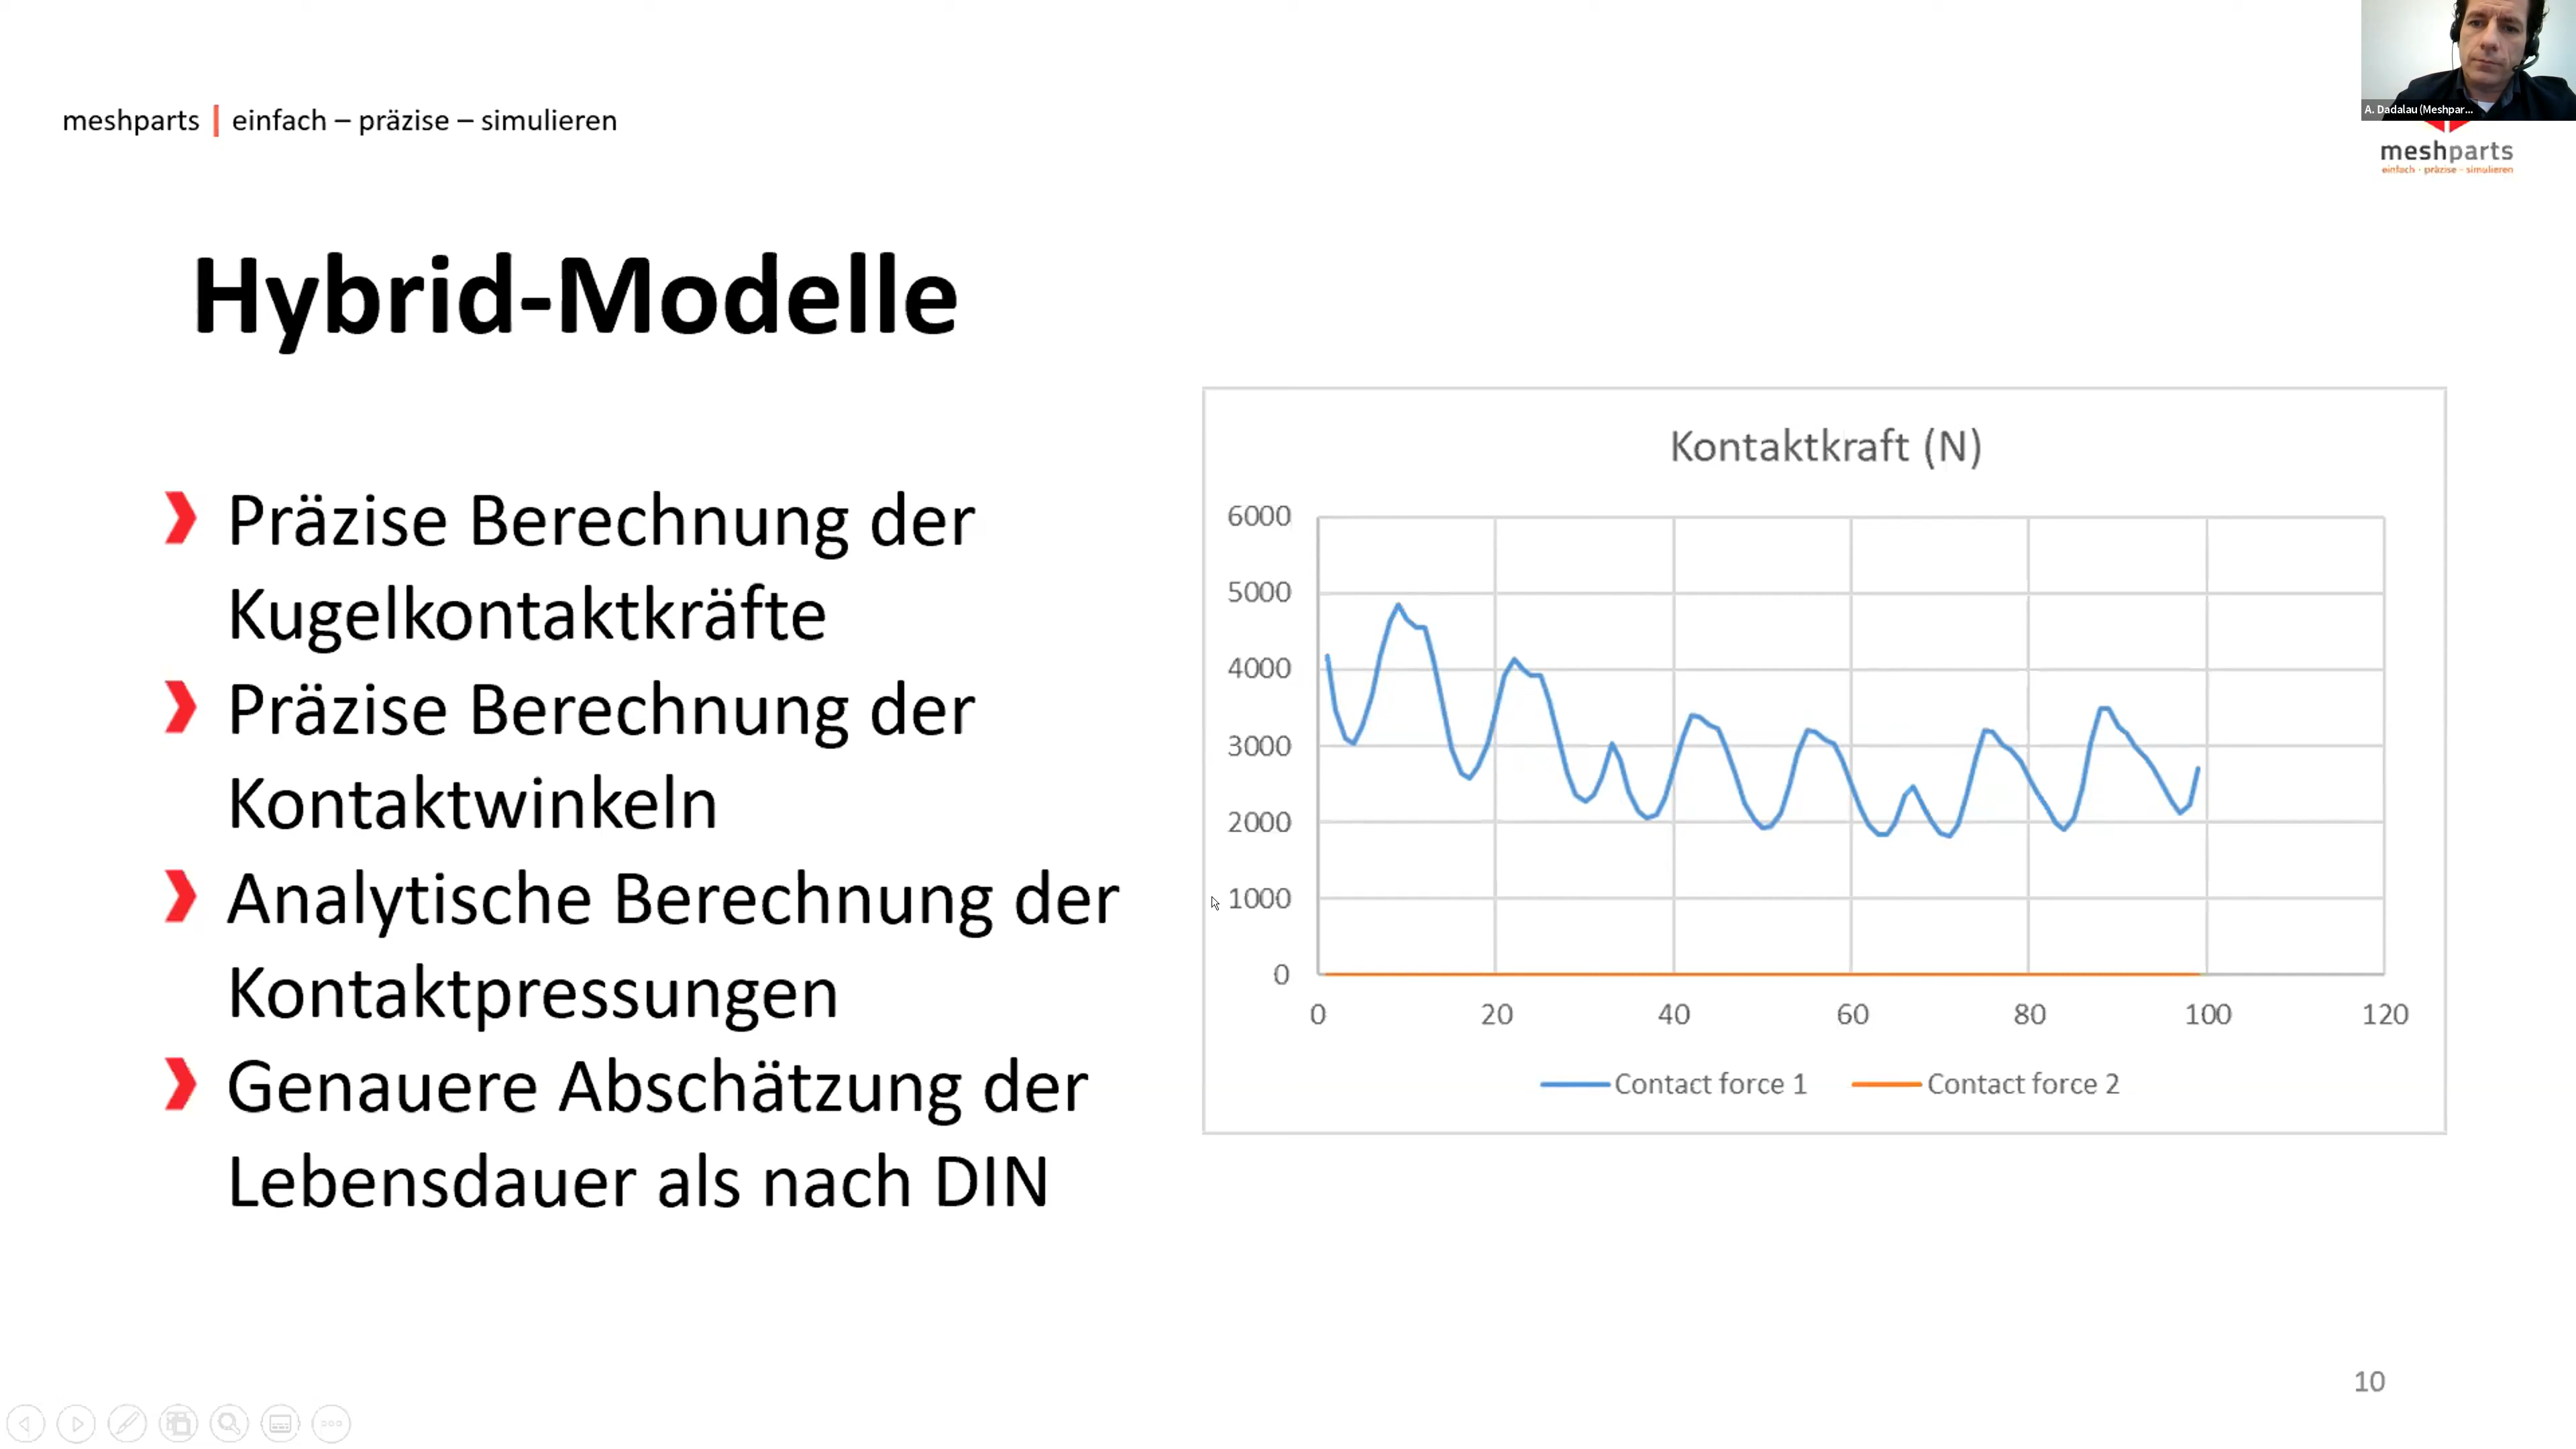 A. Dadalau (Meshpar...
meshparts | einfach – präzise – simulieren
meshparts
einfach - präzise - simulieren
Hybrid-Modelle
Präzise Berechnung der
Kugelkontaktkräfte
Präzise Berechnung der
Kontaktwinkeln
Analytische Berechnung der
Kontaktpressungen
Genauere Abschätzung der
Lebensdauer als nach DIN
Kontaktkraft (N)
6000
5000
4000
3000
2000
1000
0
0 20 40 60 80 100 120
Contact force 1 Contact force 2
10